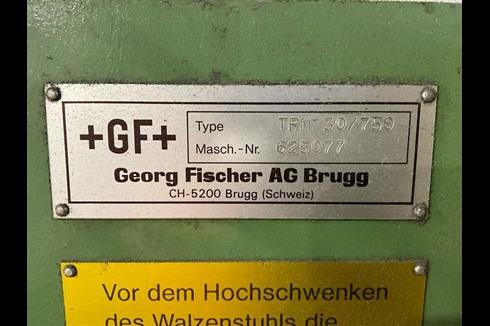 +GF+
Type TRM 30/750
Masch.-Nr. 625077
Georg Fischer AG Brugg
CH-5200 Brugg (Schweiz)
Vor dem Hochschwenken
des Walzenstuhls die